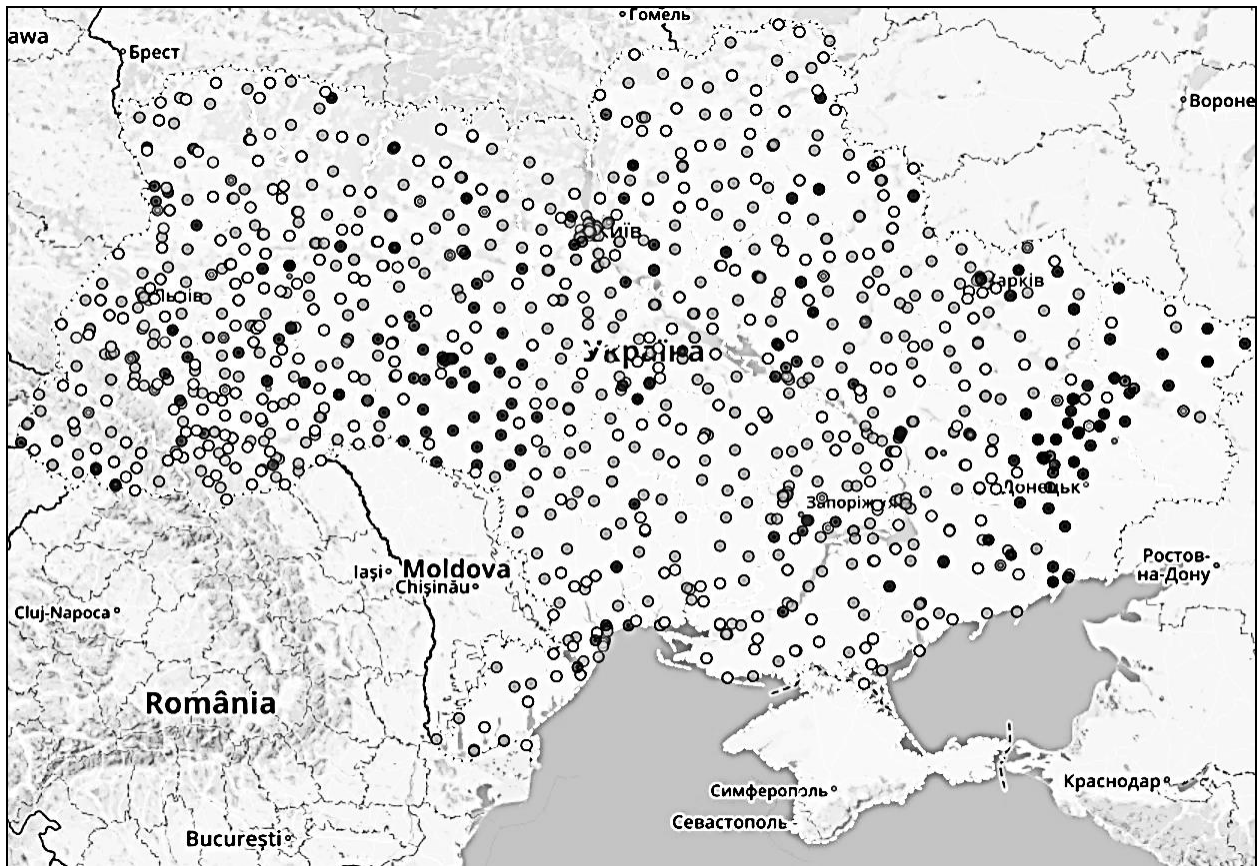 Гомель
awa
Брест
Вороне
Київ
Львів
Харків
Україна
Донецьк
Запоріжжя
Ростов-
на-Дону
Iași
Moldova
Chișinău
Cluj-Napoca
România
Краснодар
Симферополь
Севастополь
București